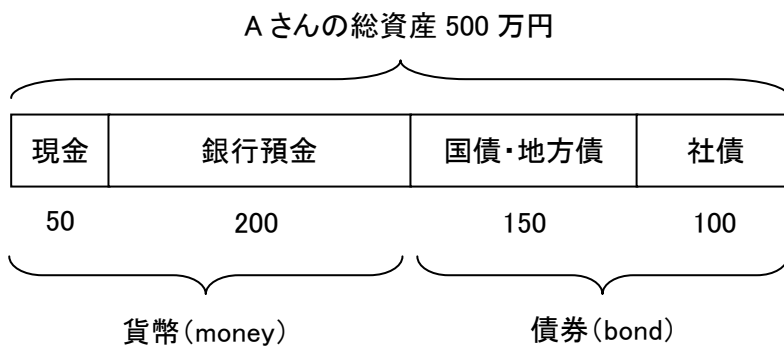 Aさんの総資産 500 万円
現金 銀行預金 国債・地方債 社債
50 200 150 100
貨幣(money) 債券(bond)